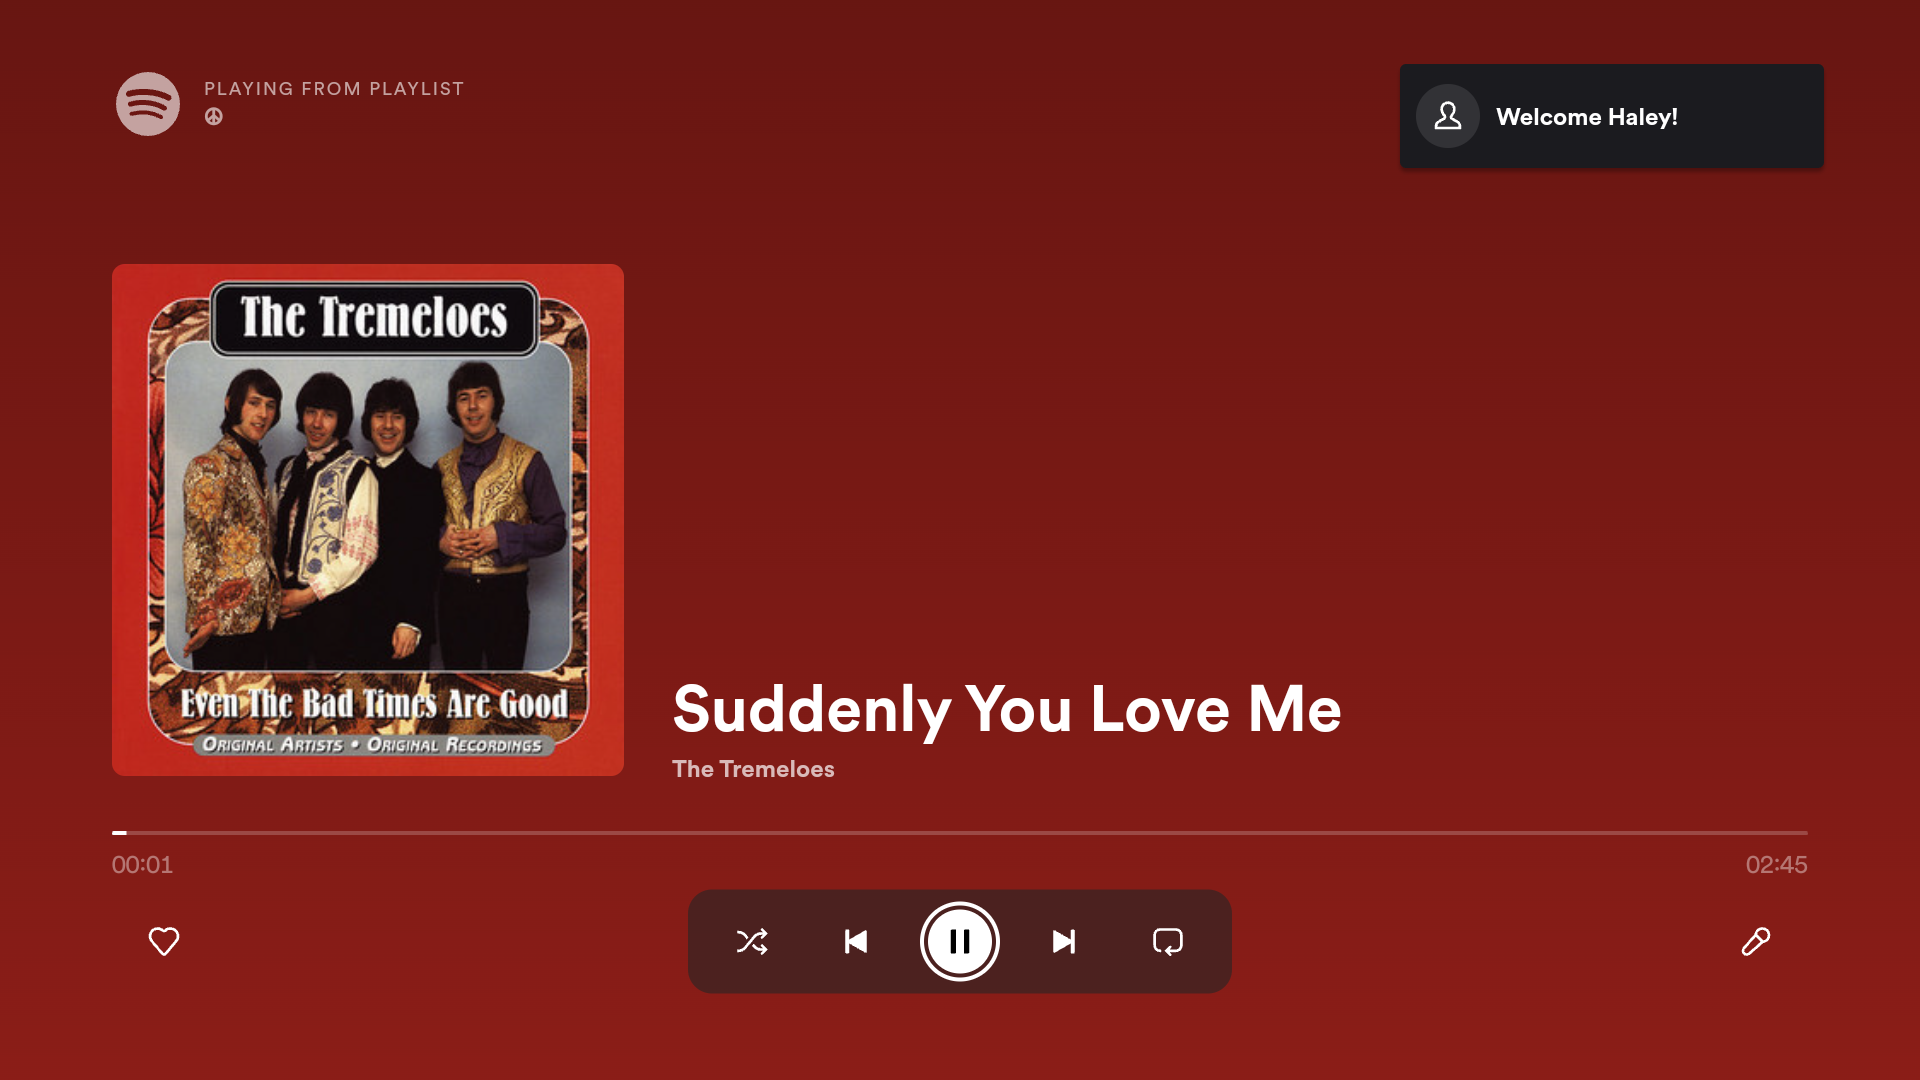 PLAYING FROM PLAYLIST
☮
Welcome Haley!
The Tremeloes
Even The Bad Times Are Good
ORIGINAL ARTISTS • ORIGINAL RECORDINGS
Suddenly You Love Me
The Tremeloes
00:01
02:45